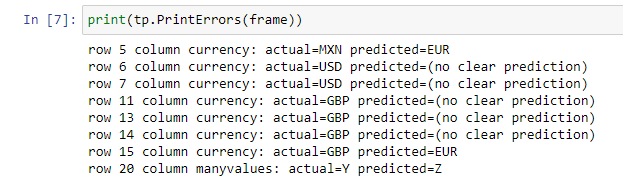 In [7]: print(tp.PrintErrors(frame))
row 5 column currency: actual=MXN predicted=EUR
row 6 column currency: actual=USD predicted=(no clear prediction)
row 7 column currency: actual=USD predicted=(no clear prediction)
row 11 column currency: actual=GBP predicted=(no clear prediction)
row 13 column currency: actual=GBP predicted=(no clear prediction)
row 14 column currency: actual=GBP predicted=(no clear prediction)
row 15 column currency: actual=GBP predicted=EUR
row 20 column manyvalues: actual=Y predicted=Z